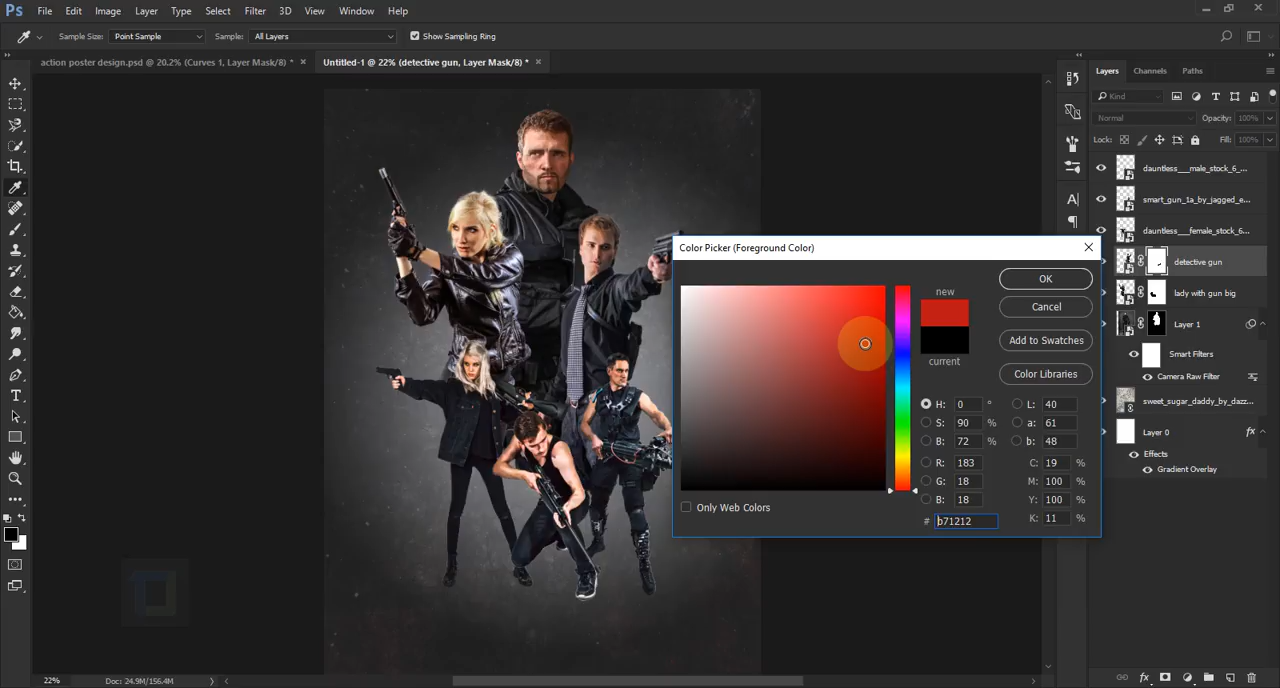 Ps File Edit Image Layer Type Select Filter 3D View Window Help
Sample Size: Point Sample Sample: All Layers Show Sampling Ring
action poster design.psd @ 20.2% (Curves 1, Layer Mask/8) * × Untitled-1 @ 22% (detective gun, Layer Mask/8) * ×
Layers Channels Paths
Kind
Normal Opacity: 100%
Lock: Fill: 100%
dauntless___male_stock_6_...
smart_gun_1a_by_jagged_e...
dauntless___female_stock_6...
detective gun
lady with gun big
Layer 1
Smart Filters
Camera Raw Filter
sweet_sugar_daddy_by_dazz...
Layer 0 fx
Effects
Gradient Overlay
Color Picker (Foreground Color)
new
current
OK
Cancel
Add to Swatches
Color Libraries
H: 0 ° L: 40
S: 90 % a: 61
B: 72 % b: 48
R: 183 C: 19 %
G: 18 M: 100 %
B: 18 Y: 100 %
# b71212 K: 11 %
Only Web Colors
22% Doc: 24.9M/156.4M
fx